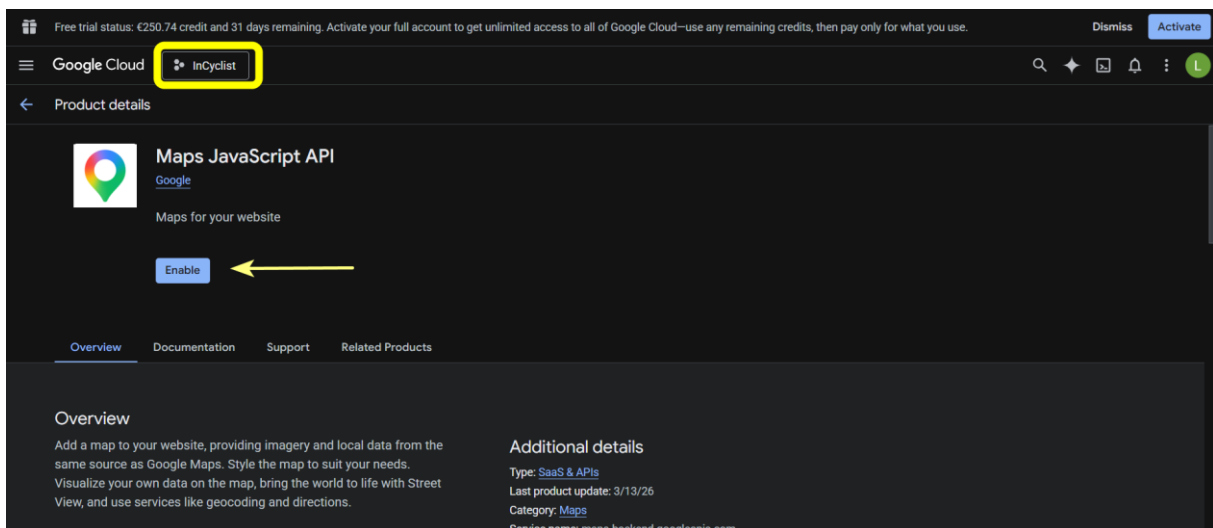 Free trial status: €250.74 credit and 31 days remaining. Activate your full account to get unlimited access to all of Google Cloud—use any remaining credits, then pay only for what you use.
Dismiss
Activate
Google Cloud
InCyclist
L
Product details
Maps JavaScript API
Google
Maps for your website
Enable
Overview
Documentation
Support
Related Products
Overview
Add a map to your website, providing imagery and local data from the
same source as Google Maps. Style the map to suit your needs.
Visualize your own data on the map, bring the world to life with Street
View, and use services like geocoding and directions.
Additional details
Type: SaaS & APIs
Last product update: 3/13/26
Category: Maps